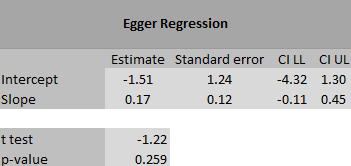 Egger Regression
Estimate Standard error CI LL CI UL
Intercept -1.51 1.24 -4.32 1.30
Slope 0.17 0.12 -0.11 0.45
t test -1.22
p-value 0.259